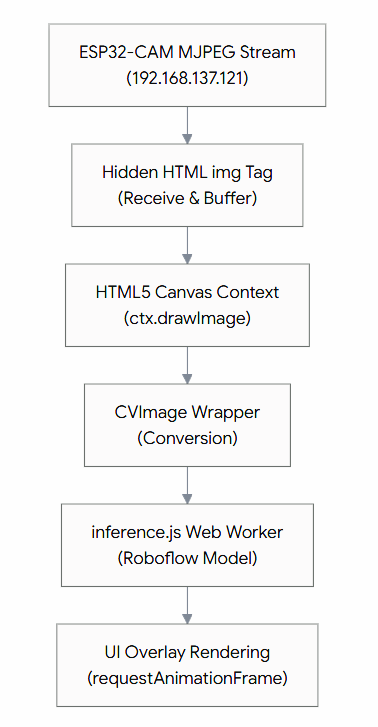 ESP32-CAM MJPEG Stream
(192.168.137.121)
Hidden HTML img Tag
(Receive & Buffer)
HTML5 Canvas Context
(ctx.drawImage)
CVImage Wrapper
(Conversion)
inference.js Web Worker
(Roboflow Model)
UI Overlay Rendering
(requestAnimationFrame)